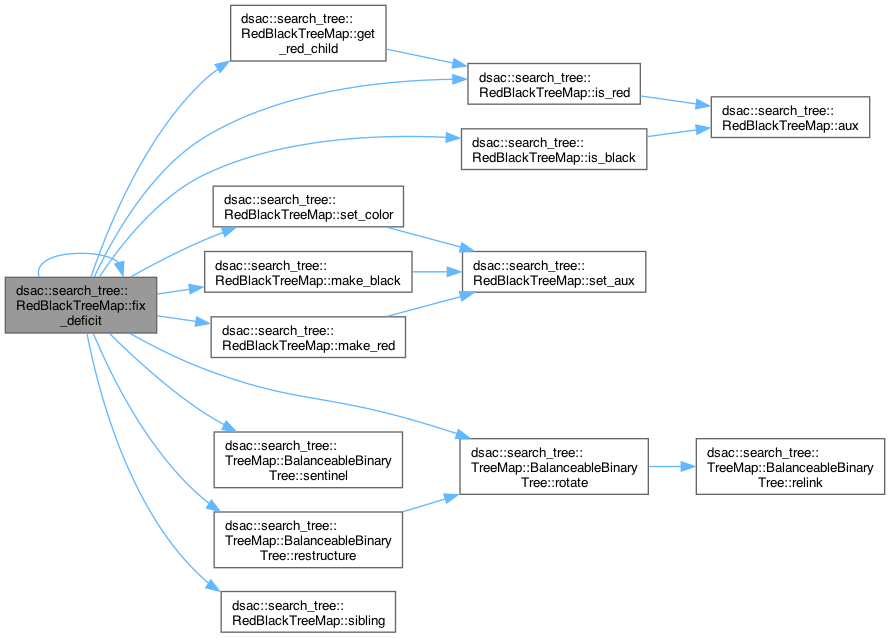 dsac::search_tree::
RedBlackTreeMap::get
_red_child
dsac::search_tree::
RedBlackTreeMap::is_red
dsac::search_tree::
RedBlackTreeMap::aux
dsac::search_tree::
RedBlackTreeMap::is_black
dsac::search_tree::
RedBlackTreeMap::set_color
dsac::search_tree::
RedBlackTreeMap::make_black
dsac::search_tree::
RedBlackTreeMap::set_aux
dsac::search_tree::
RedBlackTreeMap::fix
_deficit
dsac::search_tree::
RedBlackTreeMap::make_red
dsac::search_tree::
TreeMap::BalanceableBinary
Tree::sentinel
dsac::search_tree::
TreeMap::BalanceableBinary
Tree::rotate
dsac::search_tree::
TreeMap::BalanceableBinary
Tree::relink
dsac::search_tree::
TreeMap::BalanceableBinary
Tree::restructure
dsac::search_tree::
RedBlackTreeMap::sibling